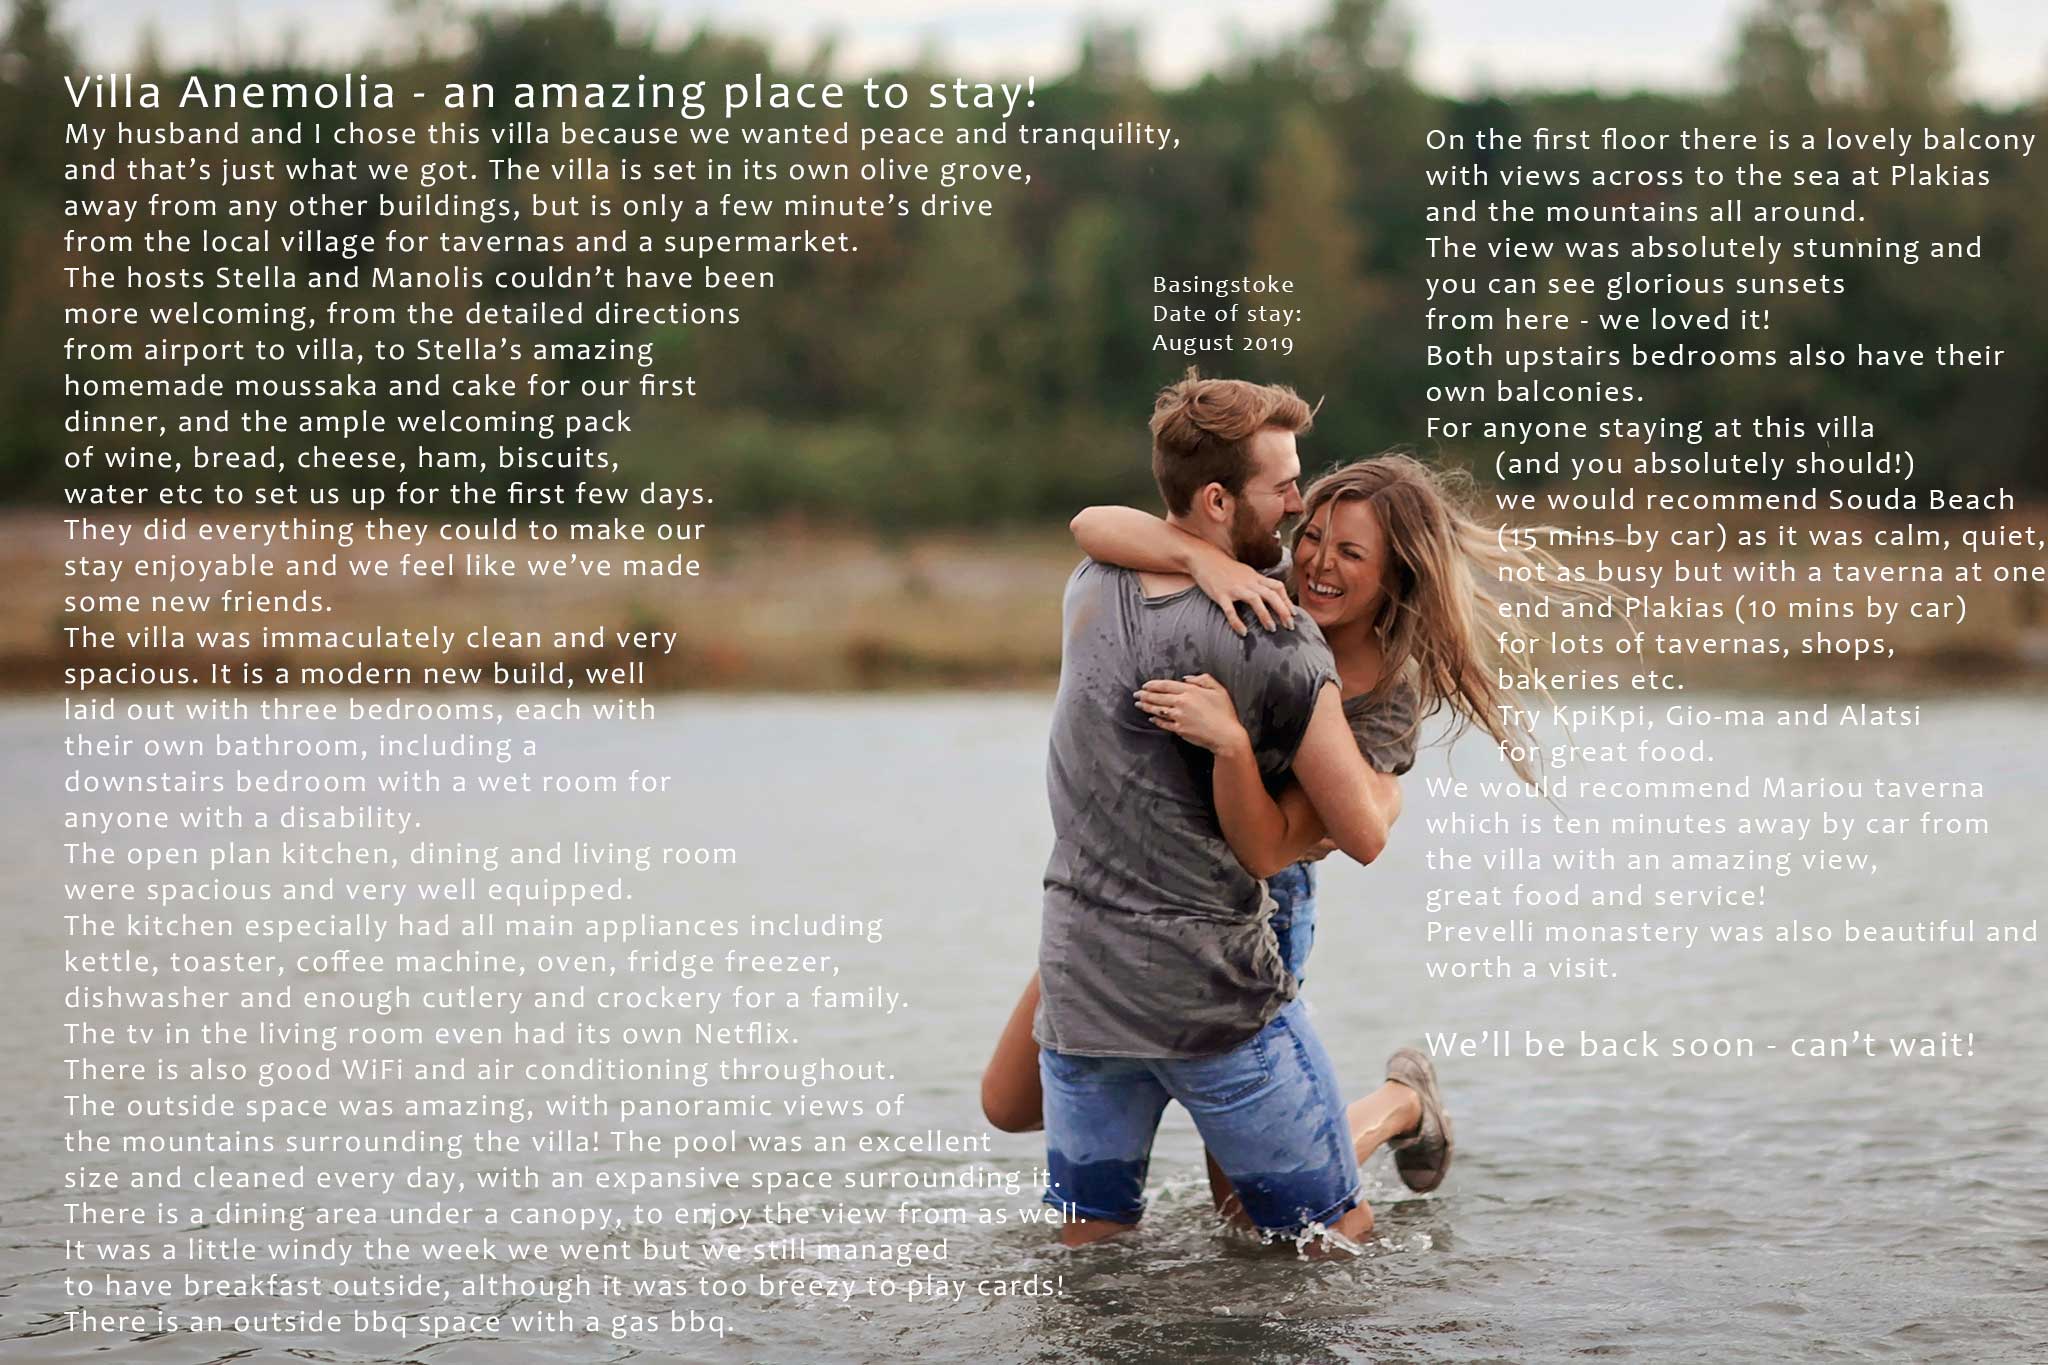 Villa Anemolia - an amazing place to stay!
My husband and I chose this villa because we wanted peace and tranquility,
and that's just what we got. The villa is set in its own olive grove,
away from any other buildings, but is only a few minute's drive
from the local village for tavernas and a supermarket.
The hosts Stella and Manolis couldn't have been
more welcoming, from the detailed directions
from airport to villa, to Stella's amazing
homemade moussaka and cake for our first
dinner, and the ample welcoming pack
of wine, bread, cheese, ham, biscuits,
water etc to set us up for the first few days.
They did everything they could to make our
stay enjoyable and we feel like we've made
some new friends.
The villa was immaculately clean and very
spacious. It is a modern new build, well
laid out with three bedrooms, each with
their own bathroom, including a
downstairs bedroom with a wet room for
anyone with a disability.
The open plan kitchen, dining and living room
were spacious and very well equipped.
The kitchen especially had all main appliances including
kettle, toaster, coffee machine, oven, fridge freezer,
dishwasher and enough cutlery and crockery for a family.
The tv in the living room even had its own Netflix.
There is also good WiFi and air conditioning throughout.
The outside space was amazing, with panoramic views of
the mountains surrounding the villa! The pool was an excellent
size and cleaned every day, with an expansive space surrounding it.
There is a dining area under a canopy, to enjoy the view from as well.
It was a little windy the week we went but we still managed
to have breakfast outside, although it was too breezy to play cards!
There is an outside bbq space with a gas bbq.
Basingstoke
Date of stay:
August 2019
On the first floor there is a lovely balcony
with views across to the sea at Plakias
and the mountains all around.
The view was absolutely stunning and
you can see glorious sunsets
from here - we loved it!
Both upstairs bedrooms also have their
own balconies.
For anyone staying at this villa
(and you absolutely should!)
we would recommend Souda Beach
(15 mins by car) as it was calm, quiet,
not as busy but with a taverna at one
end and Plakias (10 mins by car)
for lots of tavernas, shops,
bakeries etc.
Try KpiKpi, Gio-ma and Alatsi
for great food.
We would recommend Mariou taverna
which is ten minutes away by car from
the villa with an amazing view,
great food and service!
Prevelli monastery was also beautiful and
worth a visit.
We'll be back soon - can't wait!